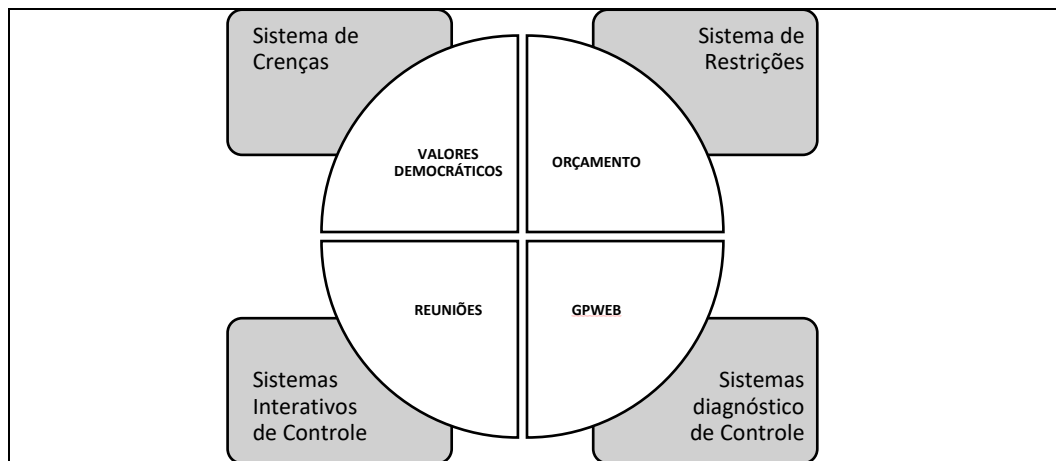 Sistema de
Crenças
Sistema de
Restrições
VALORES
DEMOCRÁTICOS
ORÇAMENTO
REUNIÕES
GPWEB
Sistemas
Interativos
de Controle
Sistemas
diagnóstico
de Controle